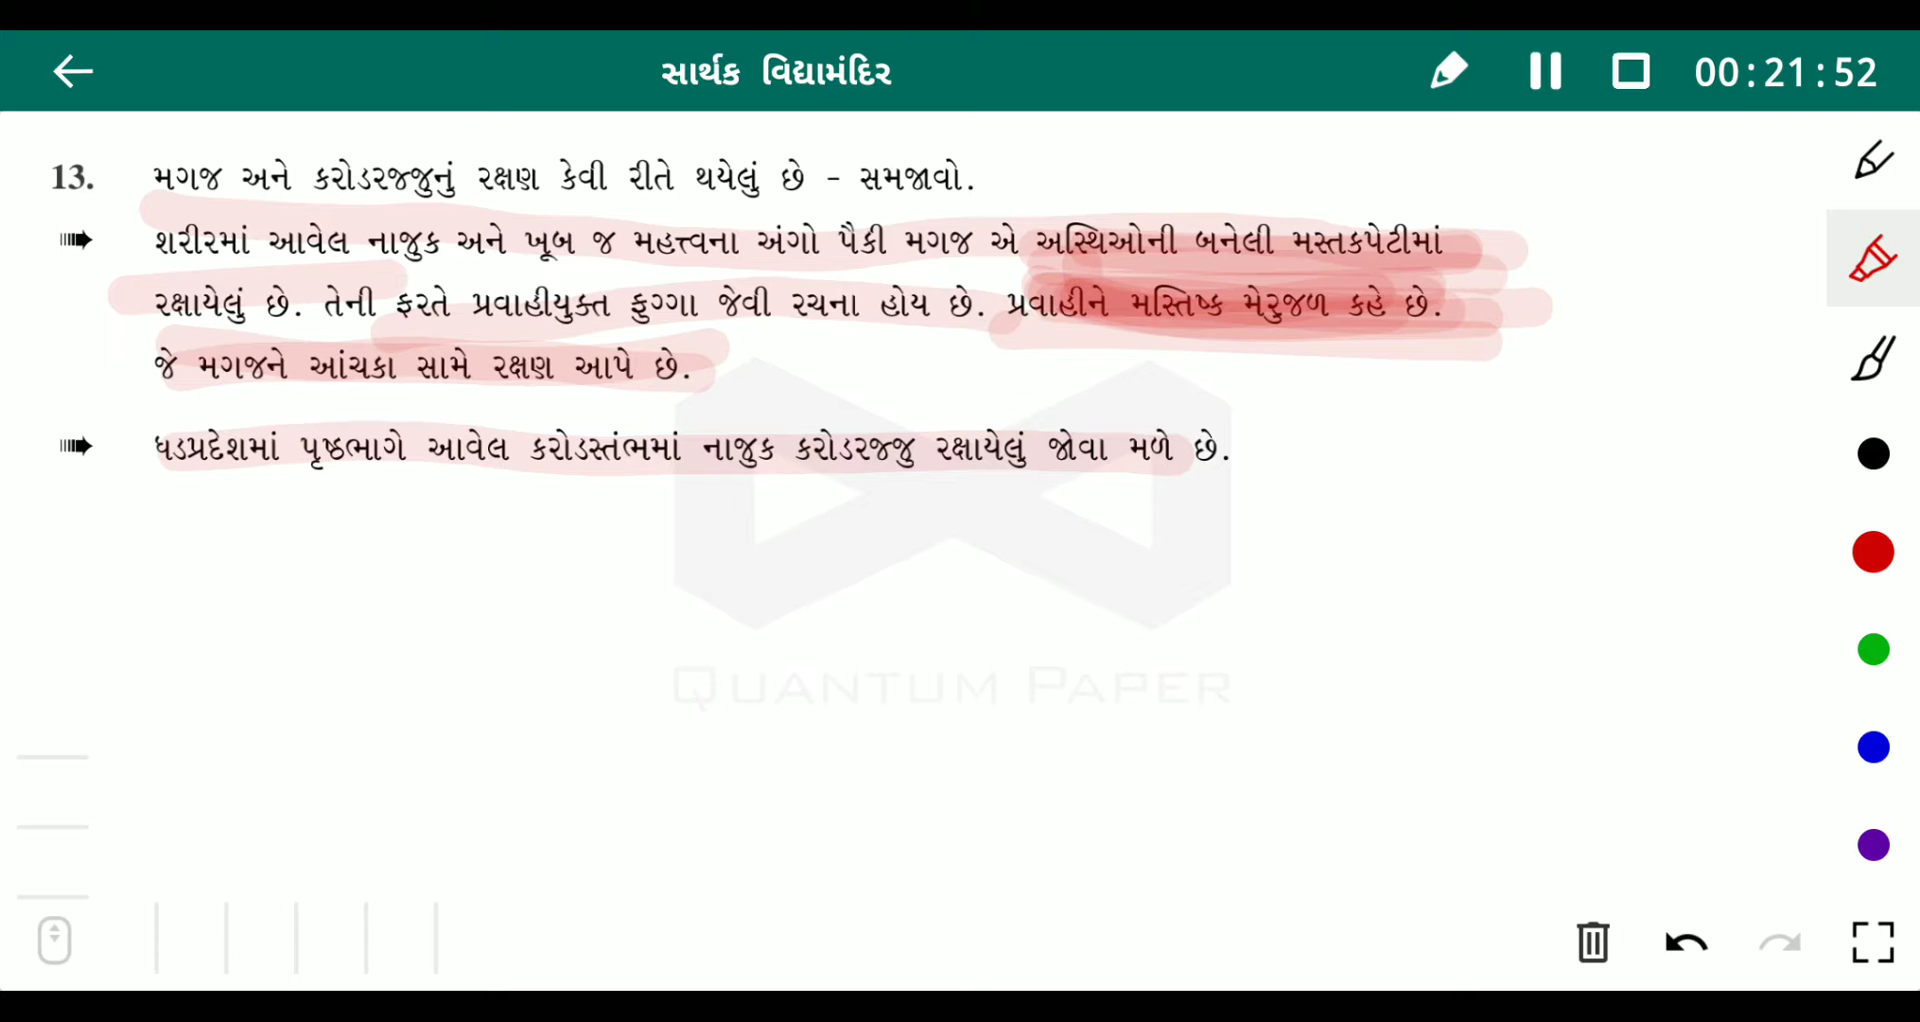 સાર્થક વિદ્યામંદિર
00:21:52
13. મગજ અને કરોડરજ્જુનું રક્ષણ કેવી રીતે થયેલું છે - સમજાવો.
શરીરમાં આવેલ નાજુક અને ખૂબ જ મહત્ત્વના અંગો પૈકી મગજ એ અસ્થિઓની બનેલી મસ્તકપેટીમાં
રક્ષાયેલું છે. તેની ફરતે પ્રવાહીયુક્ત ફુગ્ગા જેવી રચના હોય છે. પ્રવાહીને મસ્તિષ્ક મેરુજળ કહે છે.
જે મગજને આંચકા સામે રક્ષણ આપે છે.
ધડપ્રદેશમાં પૃષ્ઠભાગે આવેલ કરોડસ્તંભમાં નાજુક કરોડરજ્જુ રક્ષાયેલું જોવા મળે છે.
QUANTUM PAPER